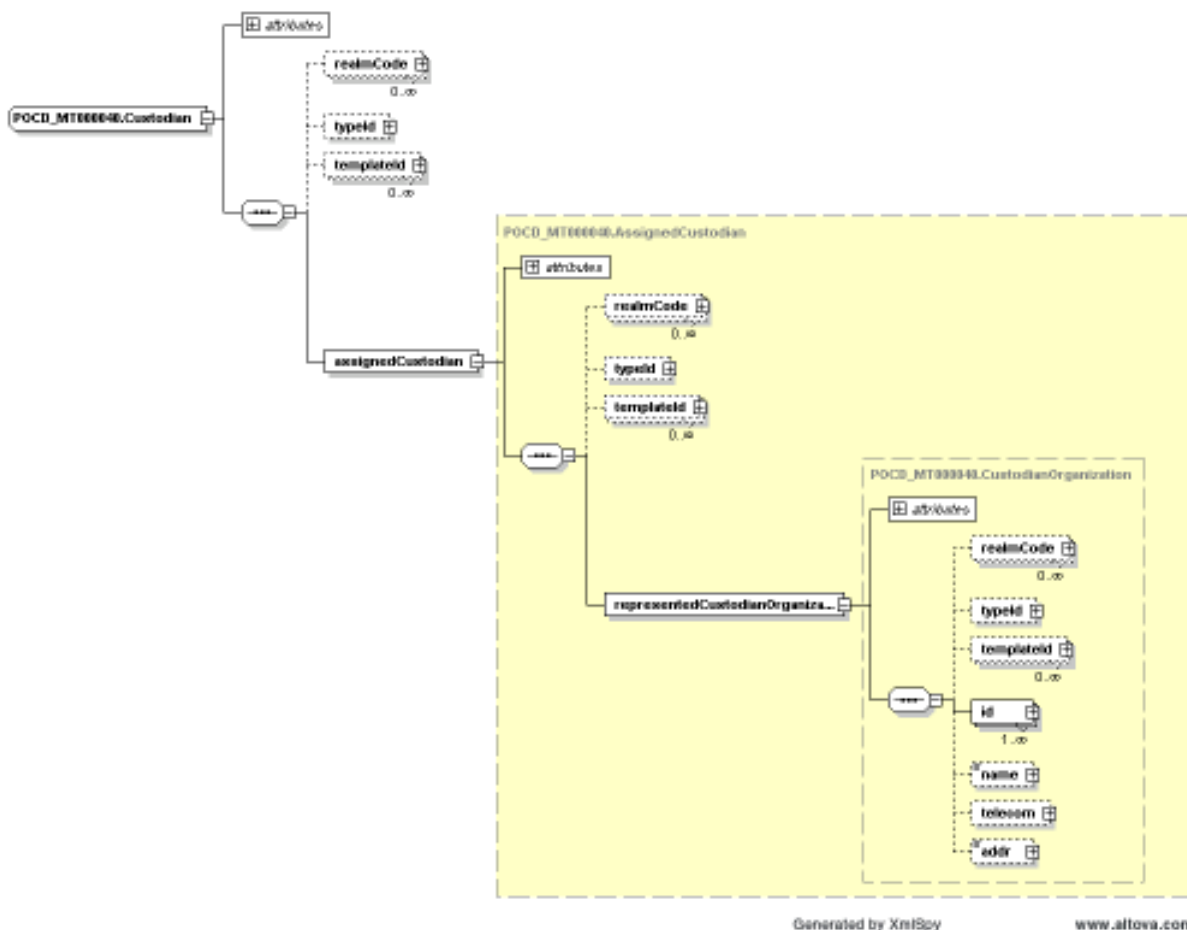 attributes
realmCode
0..∞
POCD_MT000040.Custodian
typeId
templateId
0..∞
POCD_MT000040.AssignedCustodian
attributes
realmCode
0..∞
assignedCustodian
typeId
templateId
0..∞
POCD_MT000040.CustodianOrganization
attributes
realmCode
0..∞
representedCustodianOrganiza...
typeId
templateId
0..∞
id
1..∞
name
telecom
addr
Generated by XmlSpy
www.altova.com